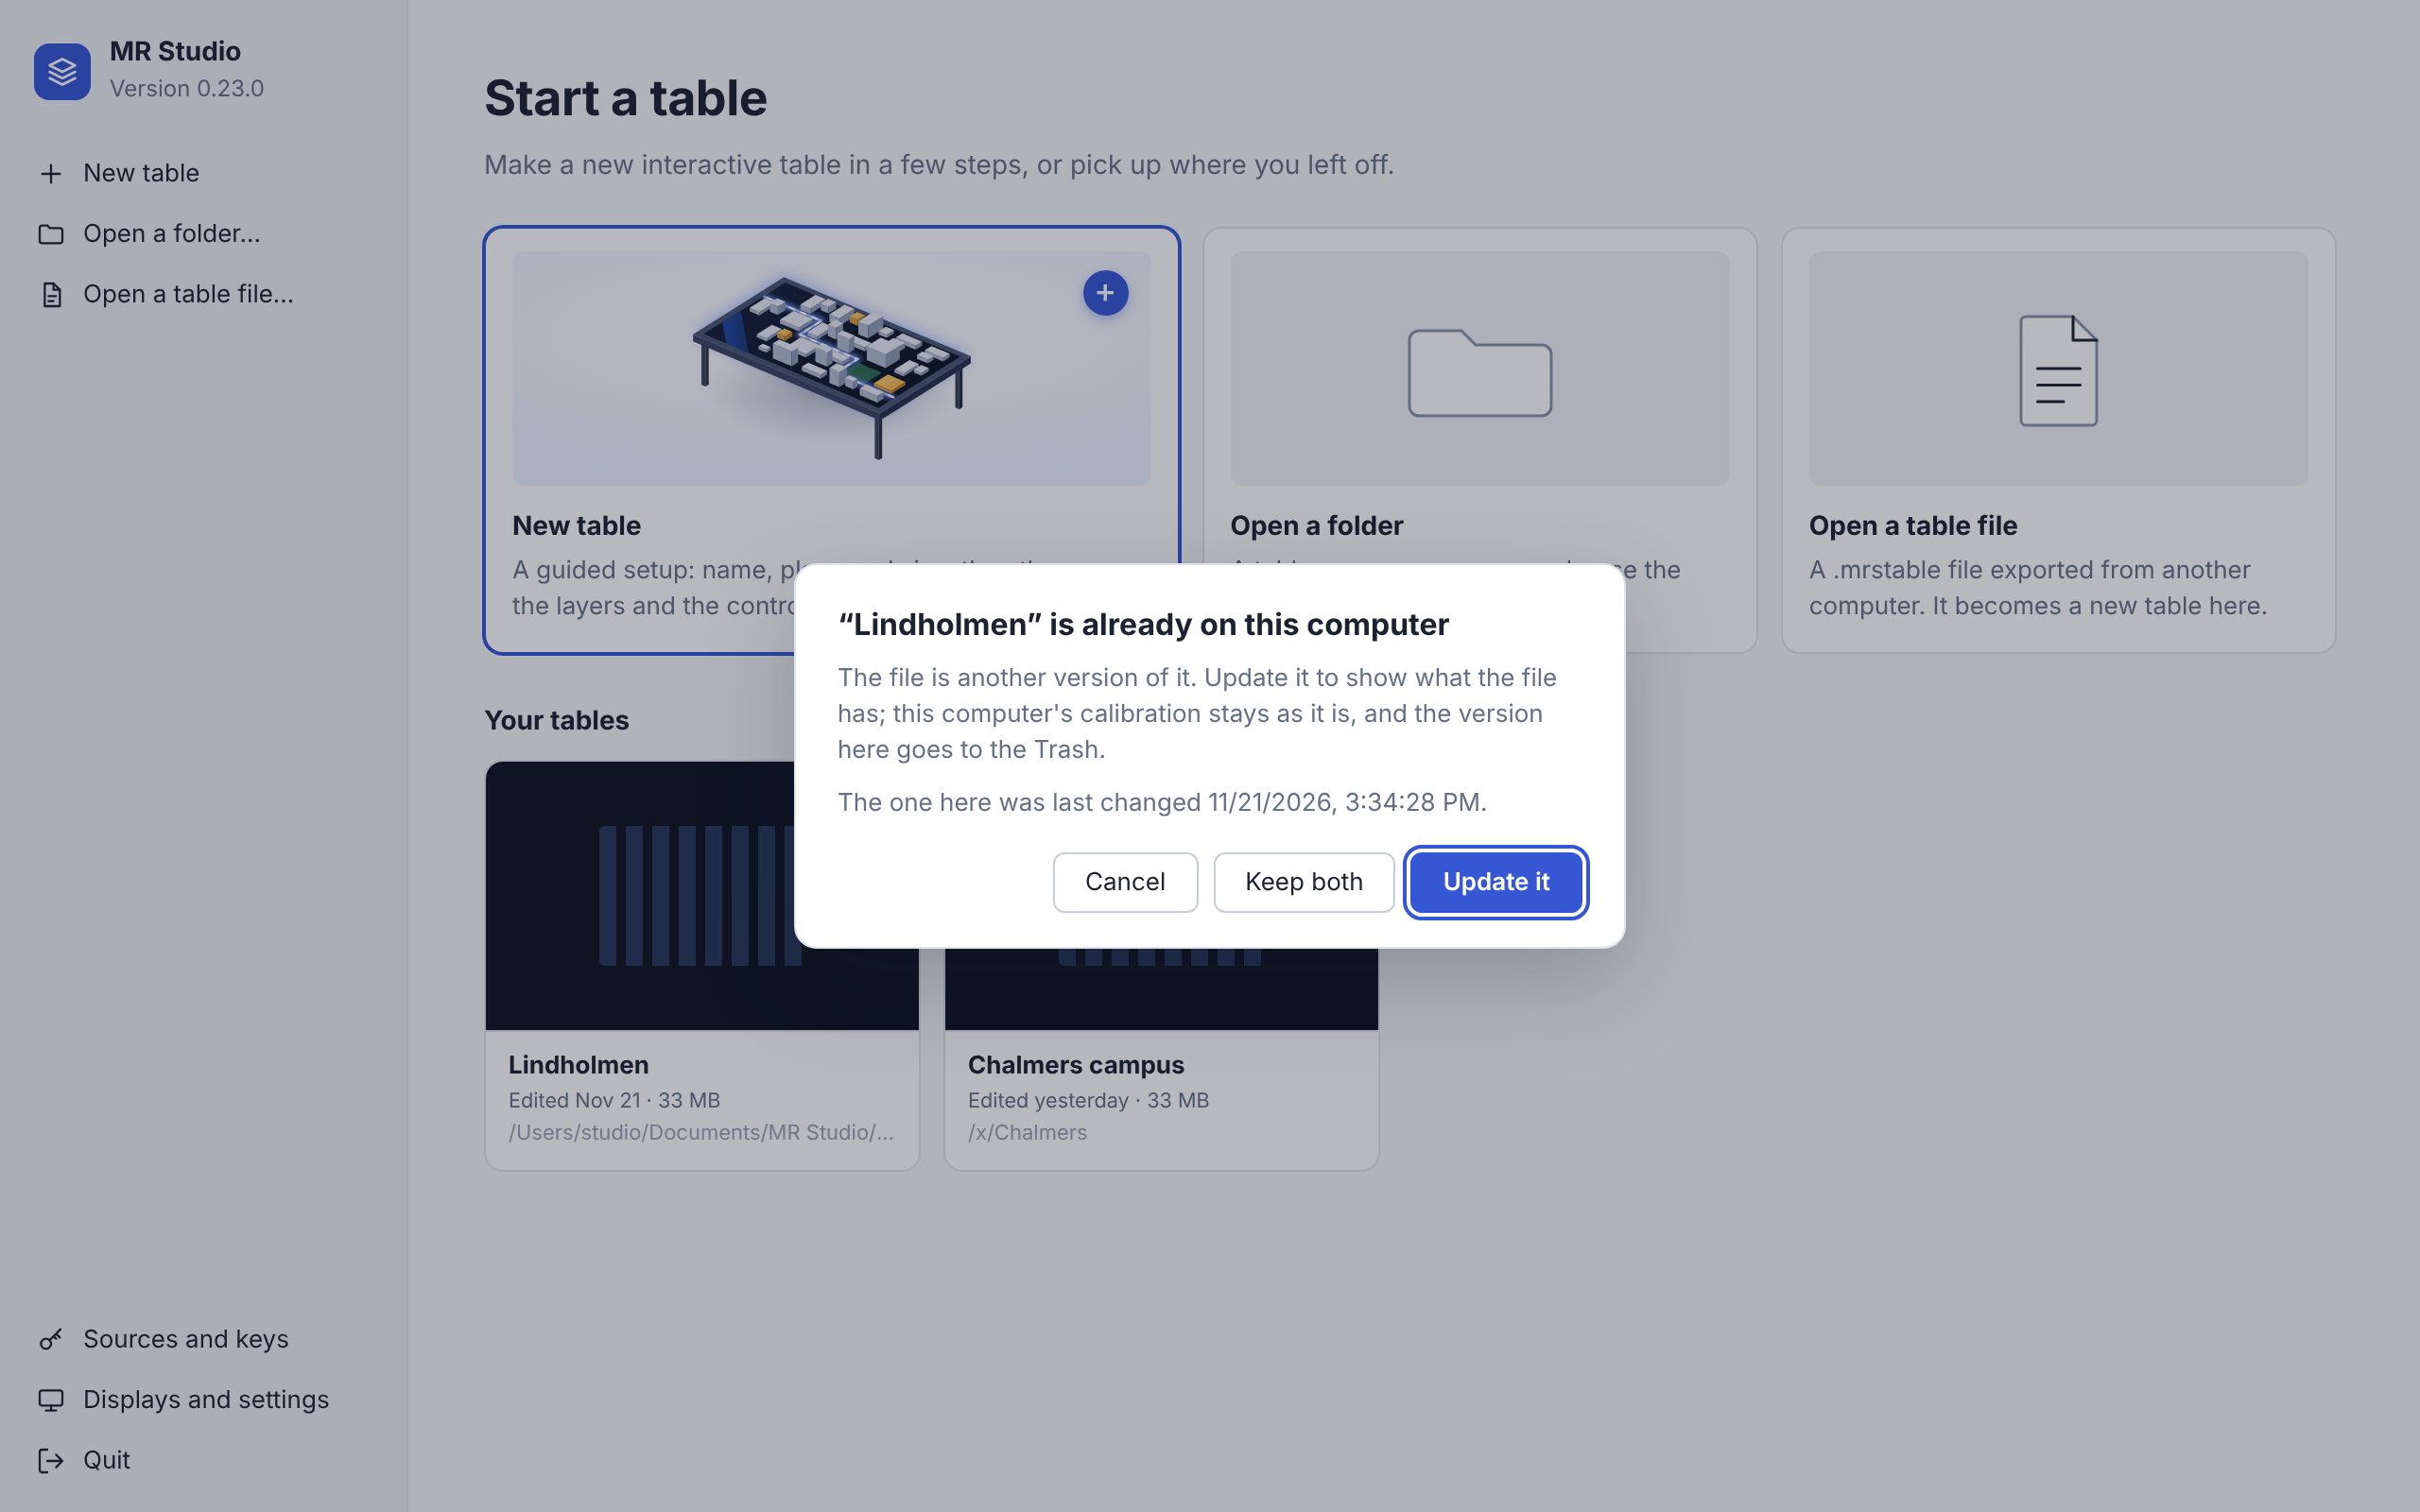 MR Studio
Version 0.23.0
New table
Open a folder...
Open a table file...
Start a table
Make a new interactive table in a few steps, or pick up where you left off.
New table
A guided setup: name,
the layers and the
Open a folder
the
Open a table file
A .mrstable file exported from another
computer. It becomes a new table here.
“Lindholmen” is already on this computer
The file is another version of it. Update it to show what the file
has; this computer's calibration stays as it is, and the version
here goes to the Trash.
The one here was last changed 11/21/2026, 3:34:28 PM.
Cancel
Keep both
Update it
Your tables
Lindholmen
Edited Nov 21 · 33 MB
/Users/studio/Documents/MR Studio/...
Chalmers campus
Edited yesterday · 33 MB
/x/Chalmers
Sources and keys
Displays and settings
Quit